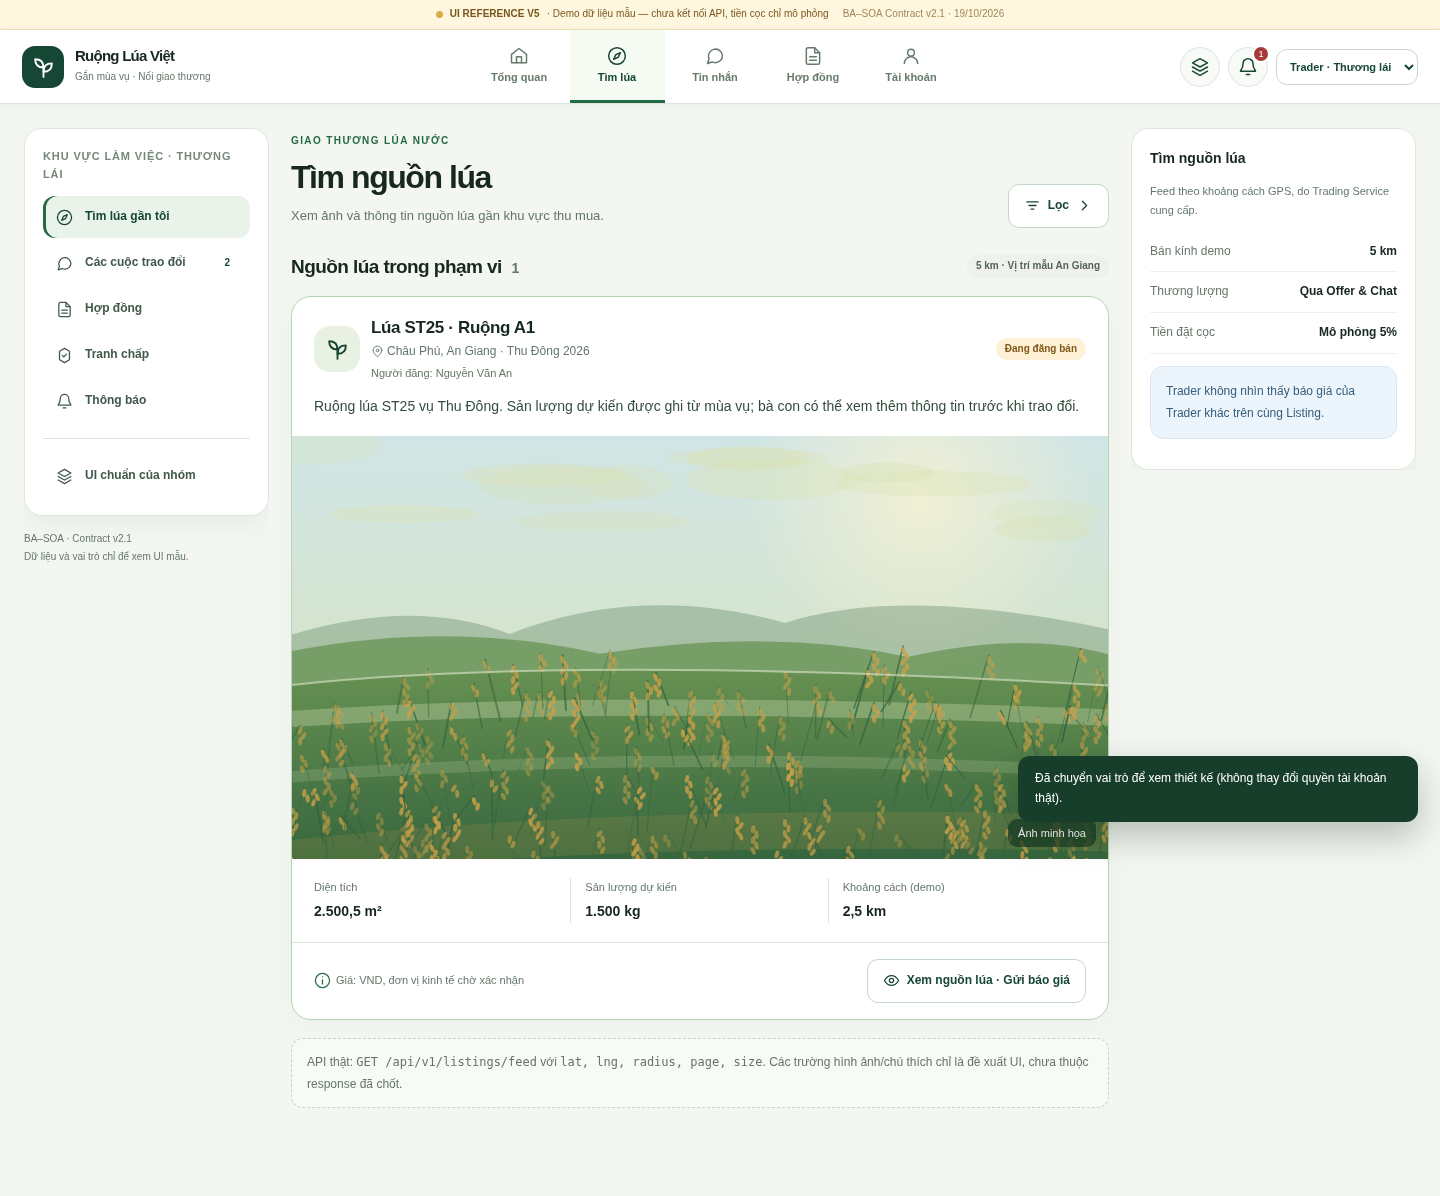 UI REFERENCE V5 · Demo dữ liệu mẫu — chưa kết nối API, tiền cọc chỉ mô phỏng BA–SOA Contract v2.1 · 19/10/2026
Ruộng Lúa Việt
Gắn mùa vụ · Nối giao thương
Tổng quan
Tìm lúa
Tin nhắn
Hợp đồng
Tài khoản
1
Trader · Thương lái
KHU VỰC LÀM VIỆC · THƯƠNG
LÁI
Tìm lúa gần tôi
Các cuộc trao đổi 2
Hợp đồng
Tranh chấp
Thông báo
UI chuẩn của nhóm
BA–SOA · Contract v2.1
Dữ liệu và vai trò chỉ để xem UI mẫu.
GIAO THƯƠNG LÚA NƯỚC
Tìm nguồn lúa
Xem ảnh và thông tin nguồn lúa gần khu vực thu mua.
Lọc
Nguồn lúa trong phạm vi 1
5 km · Vị trí mẫu An Giang
Lúa ST25 · Ruộng A1
Châu Phú, An Giang · Thu Đông 2026
Người đăng: Nguyễn Văn An
Đang đăng bán
Ruộng lúa ST25 vụ Thu Đông. Sản lượng dự kiến được ghi từ mùa vụ; bà con có thể xem thêm thông tin trước khi trao đổi.
Ảnh minh họa
Diện tích
2.500,5 m²
Sản lượng dự kiến
1.500 kg
Khoảng cách (demo)
2,5 km
Giá: VND, đơn vị kinh tế chờ xác nhận
Xem nguồn lúa · Gửi báo giá
API thật: GET /api/v1/listings/feed với lat, lng, radius, page, size. Các trường hình ảnh/chú thích chỉ là đề xuất UI, chưa thuộc
response đã chốt.
Tìm nguồn lúa
Feed theo khoảng cách GPS, do Trading Service
cung cấp.
Bán kính demo 5 km
Thương lượng Qua Offer & Chat
Tiền đặt cọc Mô phỏng 5%
Trader không nhìn thấy báo giá của
Trader khác trên cùng Listing.
Đã chuyển vai trò để xem thiết kế (không thay đổi quyền tài khoản
thật).